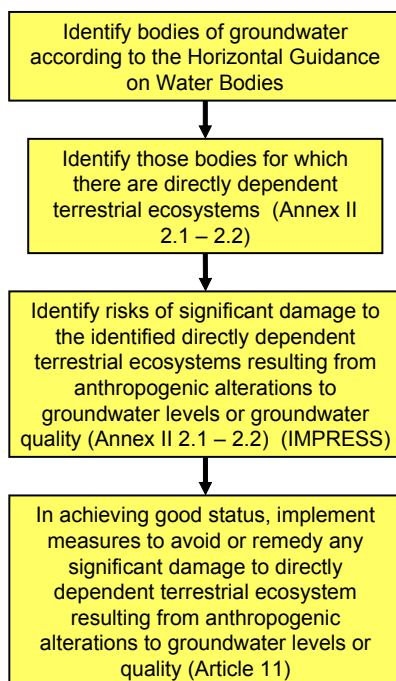 Identify bodies of groundwater
according to the Horizontal Guidance
on Water Bodies
Identify those bodies for which
there are directly dependent
terrestrial ecosystems (Annex II
2.1 – 2.2)
Identify risks of significant damage to
the identified directly dependent
terrestrial ecosystems resulting from
anthropogenic alterations to
groundwater levels or groundwater
quality (Annex II 2.1 – 2.2) (IMPRESS)
In achieving good status, implement
measures to avoid or remedy any
significant damage to directly
dependent terrestrial ecosystem
resulting from anthropogenic
alterations to groundwater levels or
quality (Article 11)